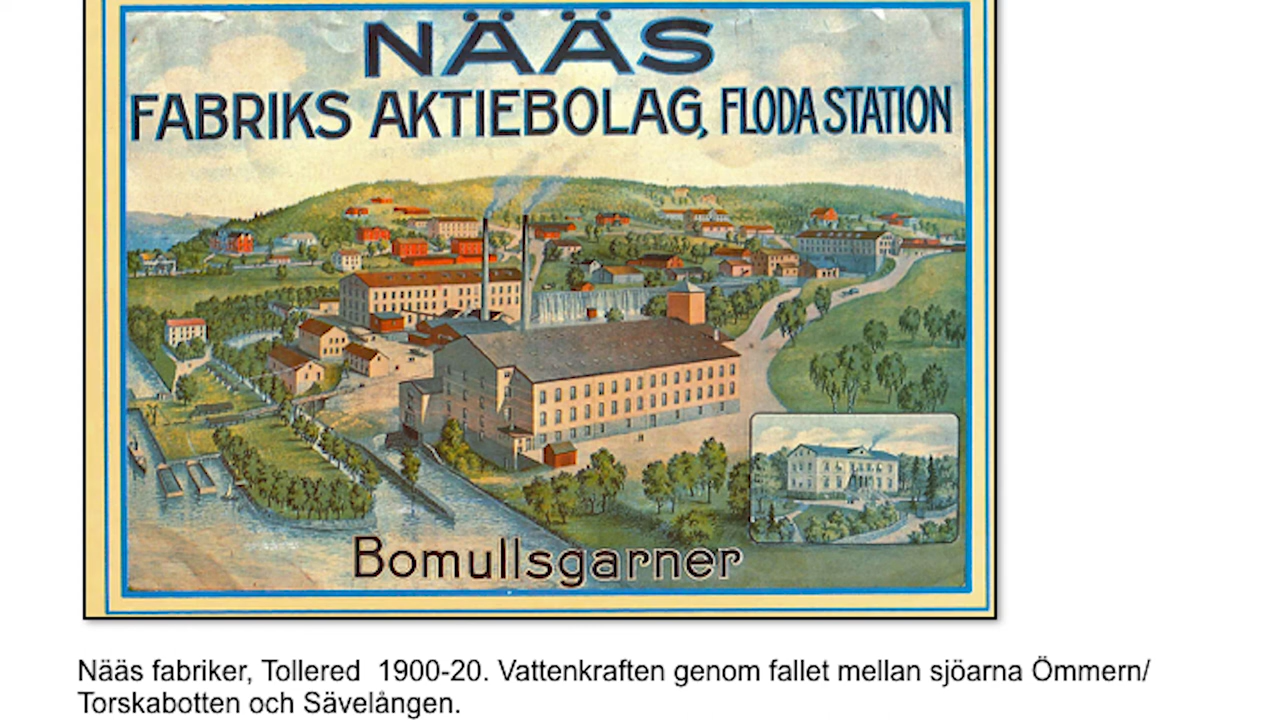 NÄÄS
FABRIKS AKTIEBOLAG, FLODA STATION
Bomullsgarner
Nääs fabriker, Tollered  1900-20. Vattenkraften genom fallet mellan sjöarna Ömmern/
Torskabotten och Sävelången.